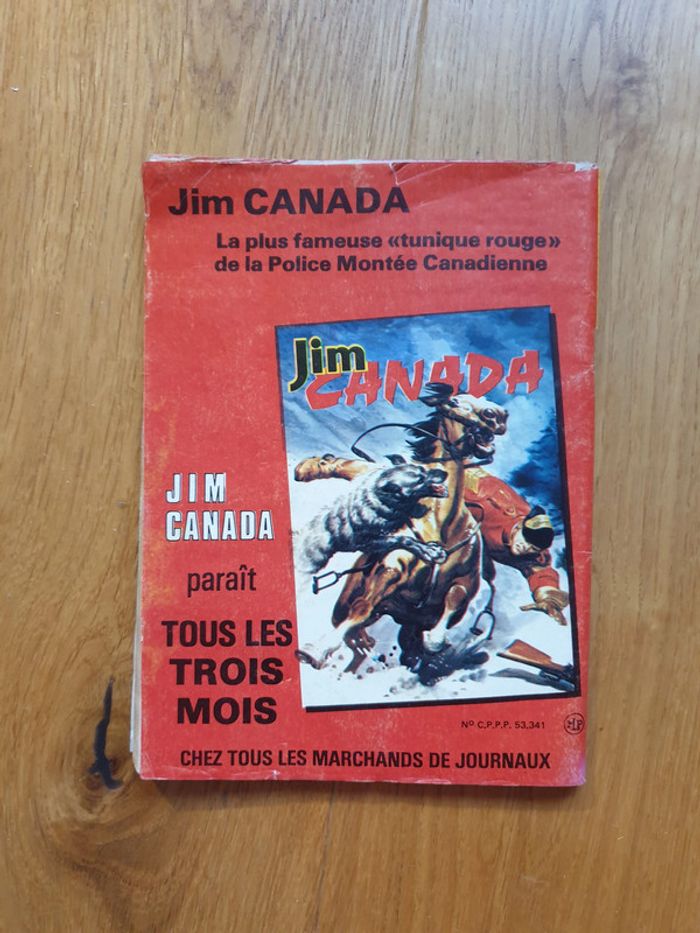 Jim CANADA
La plus fameuse «tunique rouge»
de la Police Montée Canadienne
Jim
CANADA
JIM
CANADA
paraît
TOUS LES
TROIS
MOIS
Nº C.P.P.P. 53.341
MLP
CHEZ TOUS LES MARCHANDS DE JOURNAUX